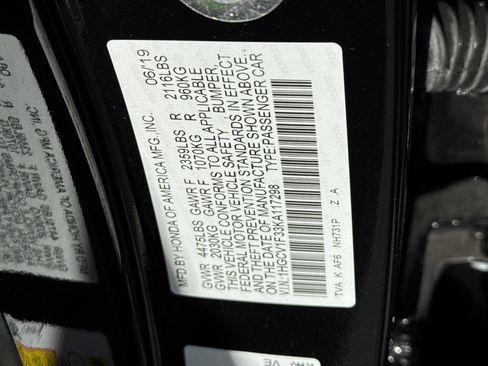 MFD.BY HONDA OF AMERICA MFG.,INC. 06/19
GVWR 4475LBS GAWR F 2359LBS R 2116LBS
GVWR 2030KG GAWR F 1070KG R 960KG
THIS VEHICLE CONFORMS TO ALL APPLICABLE
FEDERAL MOTOR VEHICLE SAFETY BUMPER,
AND THEFT PREVENTION STANDARDS IN EFFECT
ON THE DATE OF MANUFACTURE SHOWN ABOVE.
V.I.N.:1HGCV1F33KA117298 TYPE:PASSENGER CAR
TVA K AF6 NH731P Z A